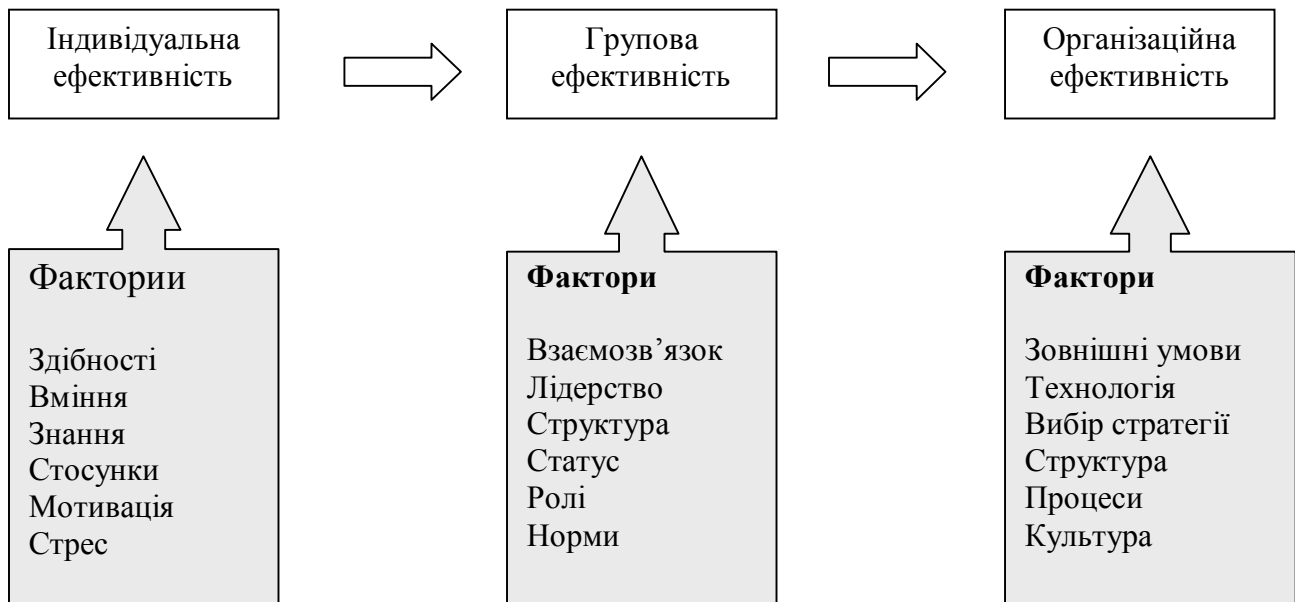 Індивідуальна
ефективність
Групова
ефективність
Організаційна
ефективність
Фактории
Здібності
Вміння
Знання
Стосунки
Мотивація
Стрес
Фактори
Взаємозв’язок
Лідерство
Структура
Статус
Ролі
Норми
Фактори
Зовнішні умови
Технологія
Вибір стратегії
Структура
Процеси
Культура